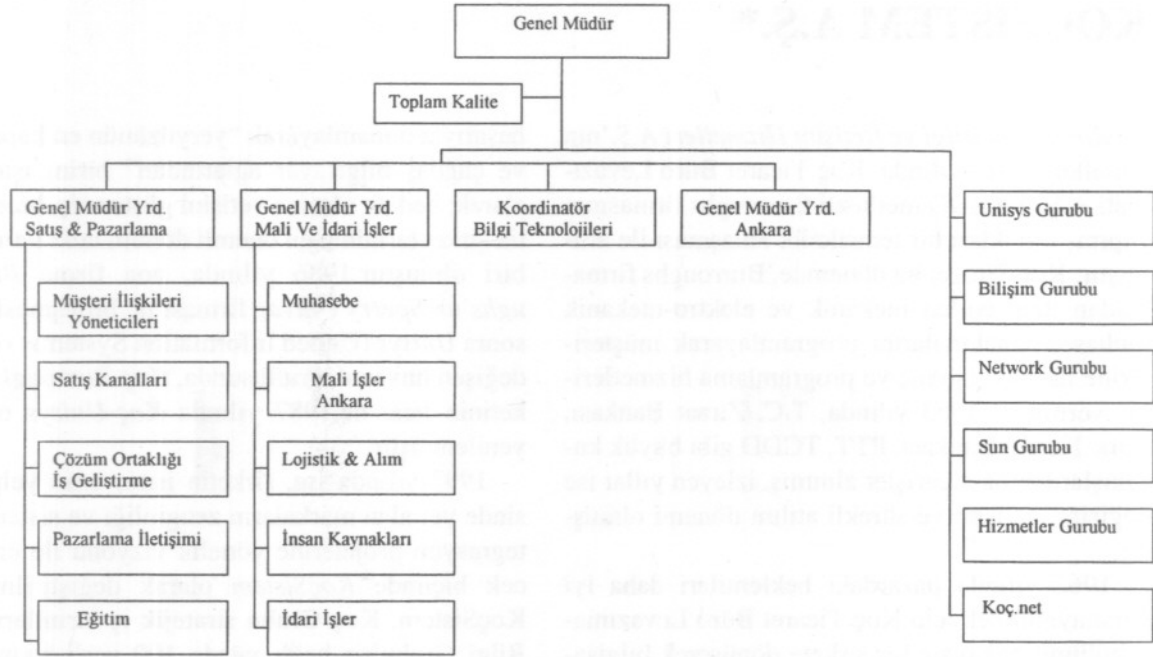 Genel Müdür
Toplam Kalite
Genel Müdür Yrd.
Satış & Pazarlama
Genel Müdür Yrd.
Mali Ve İdari İşler
Koordinatör
Bilgi Teknolojileri
Genel Müdür Yrd.
Ankara
Unisys Gurubu
Müşteri İlişkileri
Yöneticileri
Satış Kanalları
Çözüm Ortaklığı
İş Geliştirme
Pazarlama İletişimi
Eğitim
Muhasebe
Mali İşler
Ankara
Lojistik & Alım
İnsan Kaynakları
İdari İşler
Bilişim Gurubu
Network Gurubu
Sun Gurubu
Hizmetler Gurubu
Koç.net